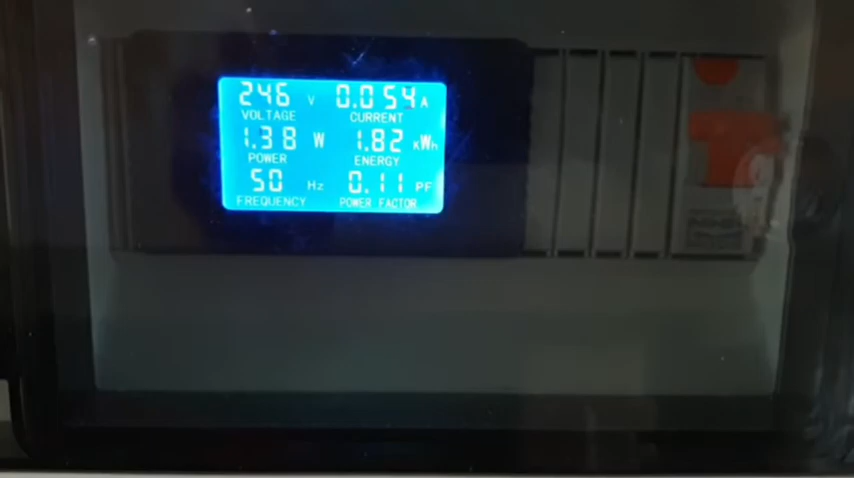 246 V 0.054 A
VOLTAGE CURRENT
1.38 W 1.82 KWh
POWER ENERGY
50 Hz 0.11 PF
FREQUENCY POWER FACTOR